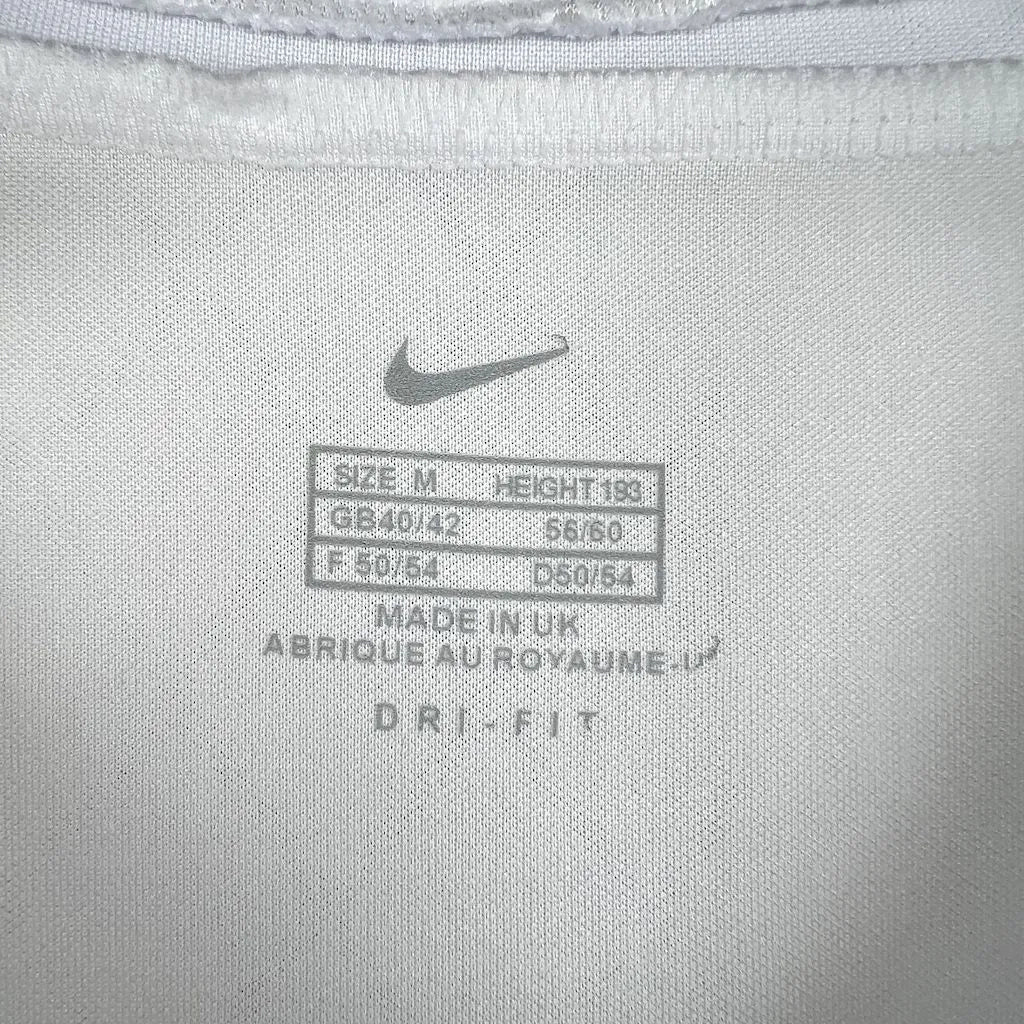 SIZE M HEIGHT 193
GB40/42 56/60
F 50/54 D50/54
MADE IN UK
ABRIQUE AU ROYAUME-U
DRI-FIT